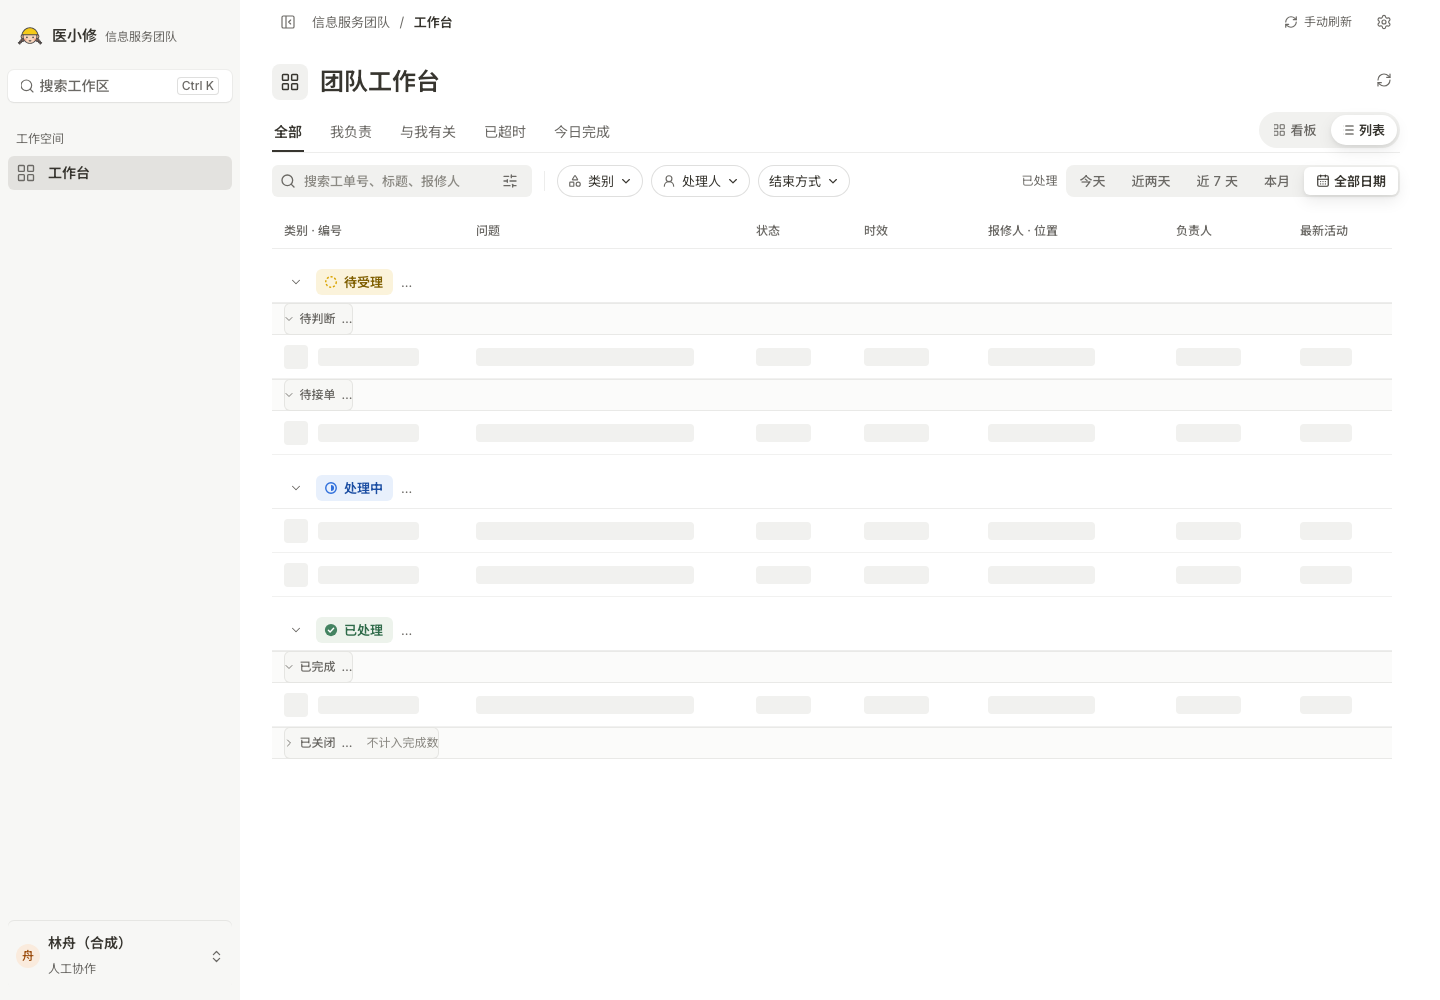 医小修 信息服务团队
搜索工作区 Ctrl K
工作空间
工作台
林舟（合成）
舟
人工协作
信息服务团队 / 工作台
手动刷新
团队工作台
全部 我负责 与我有关 已超时 今日完成
看板 列表
搜索工单号、标题、报修人
类别 处理人 结束方式
已处理 今天 近两天 近 7 天 本月 全部日期
类别 · 编号 问题 状态 时效 报修人 · 位置 负责人 最新活动
待受理 ...
待判断 ...
待接单 ...
处理中 ...
已处理 ...
已完成 ...
已关闭 ... 不计入完成数